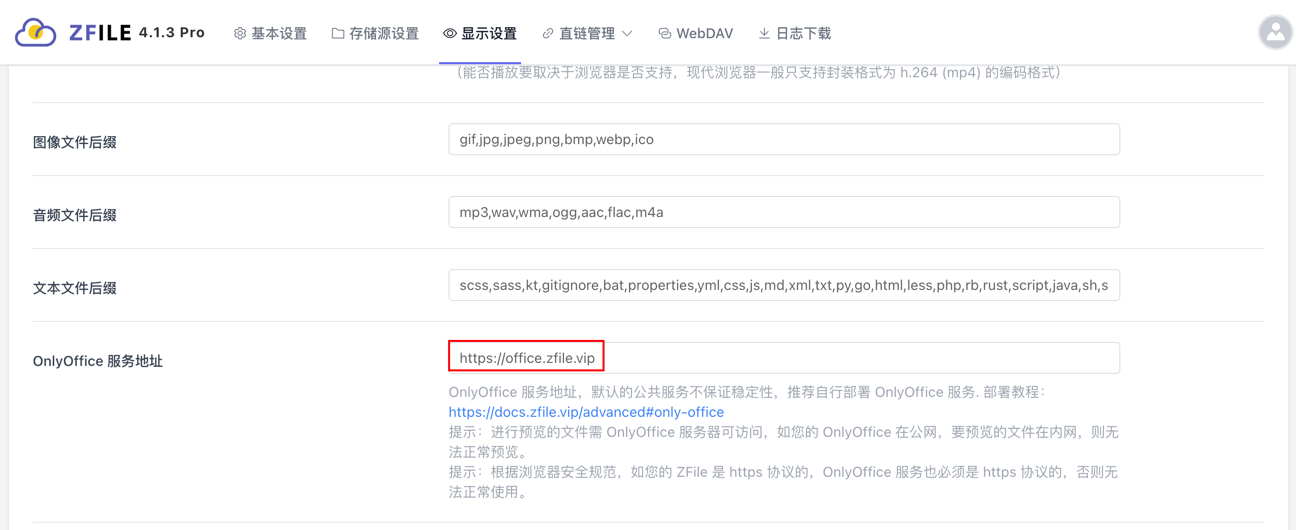 ZFILE 4.1.3 Pro 基本设置 存储源设置 显示设置 直链管理 WebDAV 日志下载
（能否播放要取决于浏览器是否支持，现代浏览器一般只支持封装格式为 h.264 (mp4) 的编码格式）
图像文件后缀 gif,jpg,jpeg,png,bmp,webp,ico
音频文件后缀 mp3,wav,wma,ogg,aac,flac,m4a
文本文件后缀 scss,sass,kt,gitignore,bat,properties,yml,css,js,md,xml,txt,py,go,html,less,php,rb,rust,script,java,sh,s
OnlyOffice 服务地址 https://office.zfile.vip
OnlyOffice 服务地址，默认的公共服务不保证稳定性，推荐自行部署 OnlyOffice 服务. 部署教程：
https://docs.zfile.vip/advanced#only-office
提示：进行预览的文件需 OnlyOffice 服务器可访问，如您的 OnlyOffice 在公网，要预览的文件在内网，则无
法正常预览。
提示：根据浏览器安全规范，如您的 ZFile 是 https 协议的，OnlyOffice 服务也必须是 https 协议的，否则无
法正常使用。